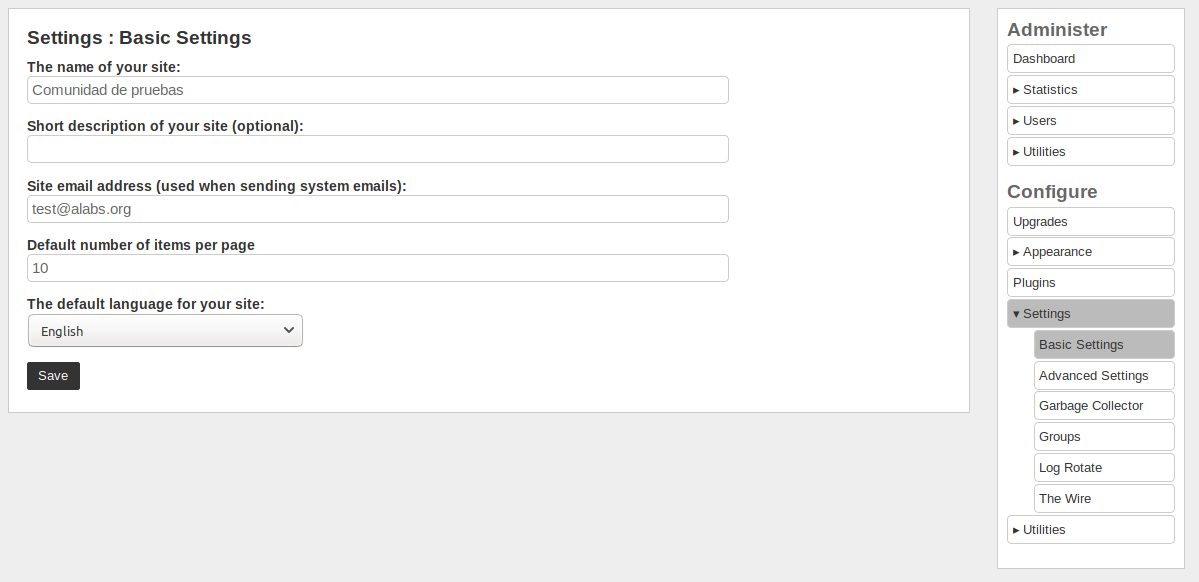 Settings : Basic Settings
The name of your site:
Comunidad de pruebas
Short description of your site (optional):
Site email address (used when sending system emails):
test@alabs.org
Default number of items per page
10
The default language for your site:
English
Save
Administer
Dashboard
▸ Statistics
▸ Users
▸ Utilities
Configure
Upgrades
▸ Appearance
Plugins
▾ Settings
Basic Settings
Advanced Settings
Garbage Collector
Groups
Log Rotate
The Wire
▸ Utilities